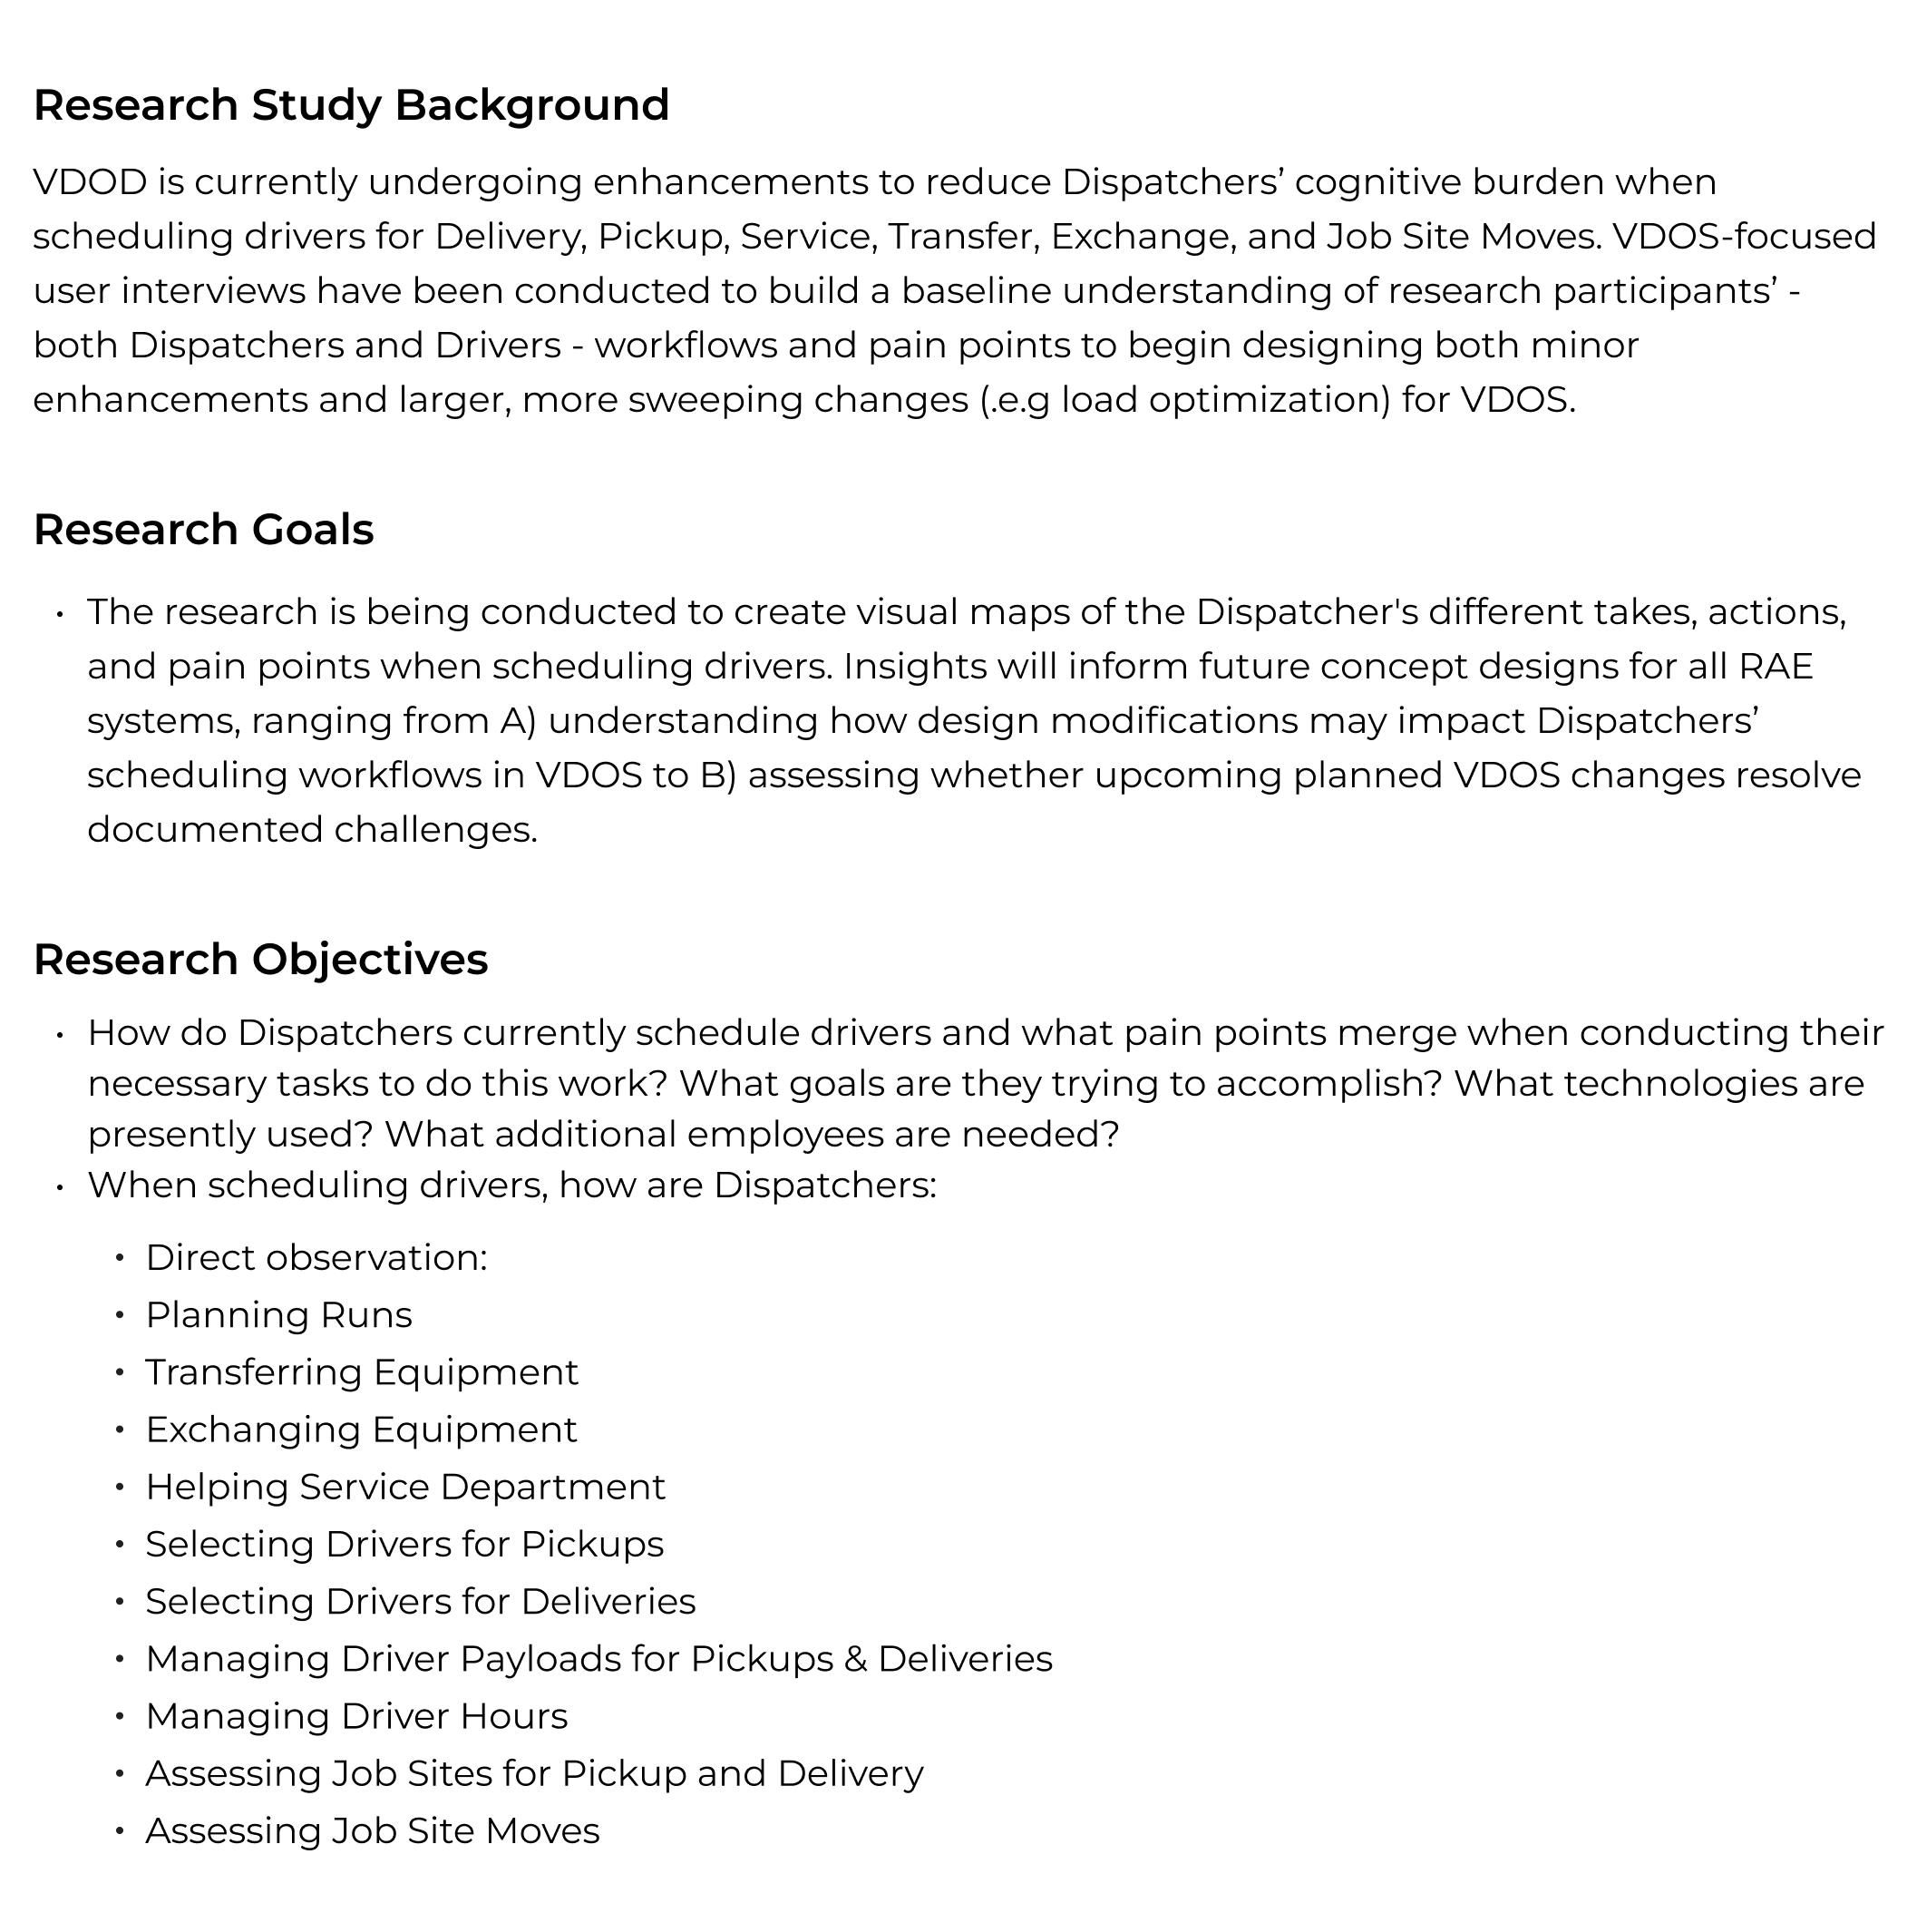 Research Study Background
VDOD is currently undergoing enhancements to reduce Dispatchers’ cognitive burden when
scheduling drivers for Delivery, Pickup, Service, Transfer, Exchange, and Job Site Moves. VDOS-focused
user interviews have been conducted to build a baseline understanding of research participants’ -
both Dispatchers and Drivers - workflows and pain points to begin designing both minor
enhancements and larger, more sweeping changes (.e.g load optimization) for VDOS.
Research Goals
• The research is being conducted to create visual maps of the Dispatcher's different takes, actions,
and pain points when scheduling drivers. Insights will inform future concept designs for all RAE
systems, ranging from A) understanding how design modifications may impact Dispatchers’
scheduling workflows in VDOS to B) assessing whether upcoming planned VDOS changes resolve
documented challenges.
Research Objectives
• How do Dispatchers currently schedule drivers and what pain points merge when conducting their
necessary tasks to do this work? What goals are they trying to accomplish? What technologies are
presently used? What additional employees are needed?
• When scheduling drivers, how are Dispatchers:
• Direct observation:
• Planning Runs
• Transferring Equipment
• Exchanging Equipment
• Helping Service Department
• Selecting Drivers for Pickups
• Selecting Drivers for Deliveries
• Managing Driver Payloads for Pickups & Deliveries
• Managing Driver Hours
• Assessing Job Sites for Pickup and Delivery
• Assessing Job Site Moves